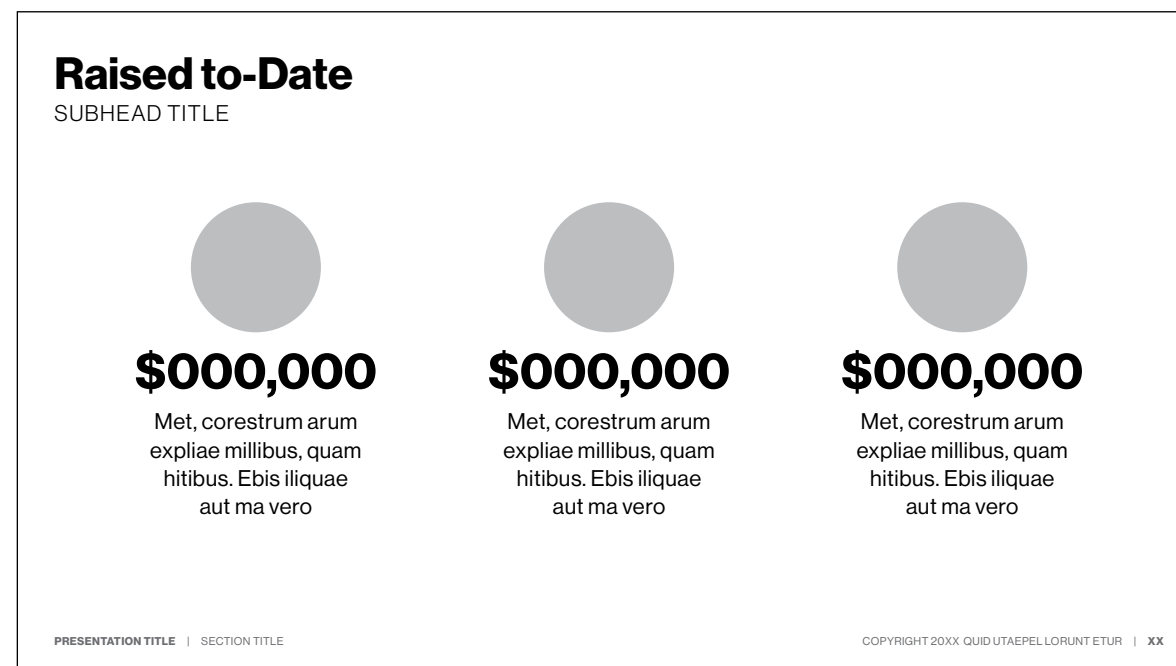 Raised to-Date
SUBHEAD TITLE
$000,000
Met, corestrum arum
expliae millibus, quam
hitibus. Ebis iliquae
aut ma vero
$000,000
Met, corestrum arum
expliae millibus, quam
hitibus. Ebis iliquae
aut ma vero
$000,000
Met, corestrum arum
expliae millibus, quam
hitibus. Ebis iliquae
aut ma vero
PRESENTATION TITLE | SECTION TITLE
COPYRIGHT 20XX QUID UTAEPEL LORUNT ETUR | XX